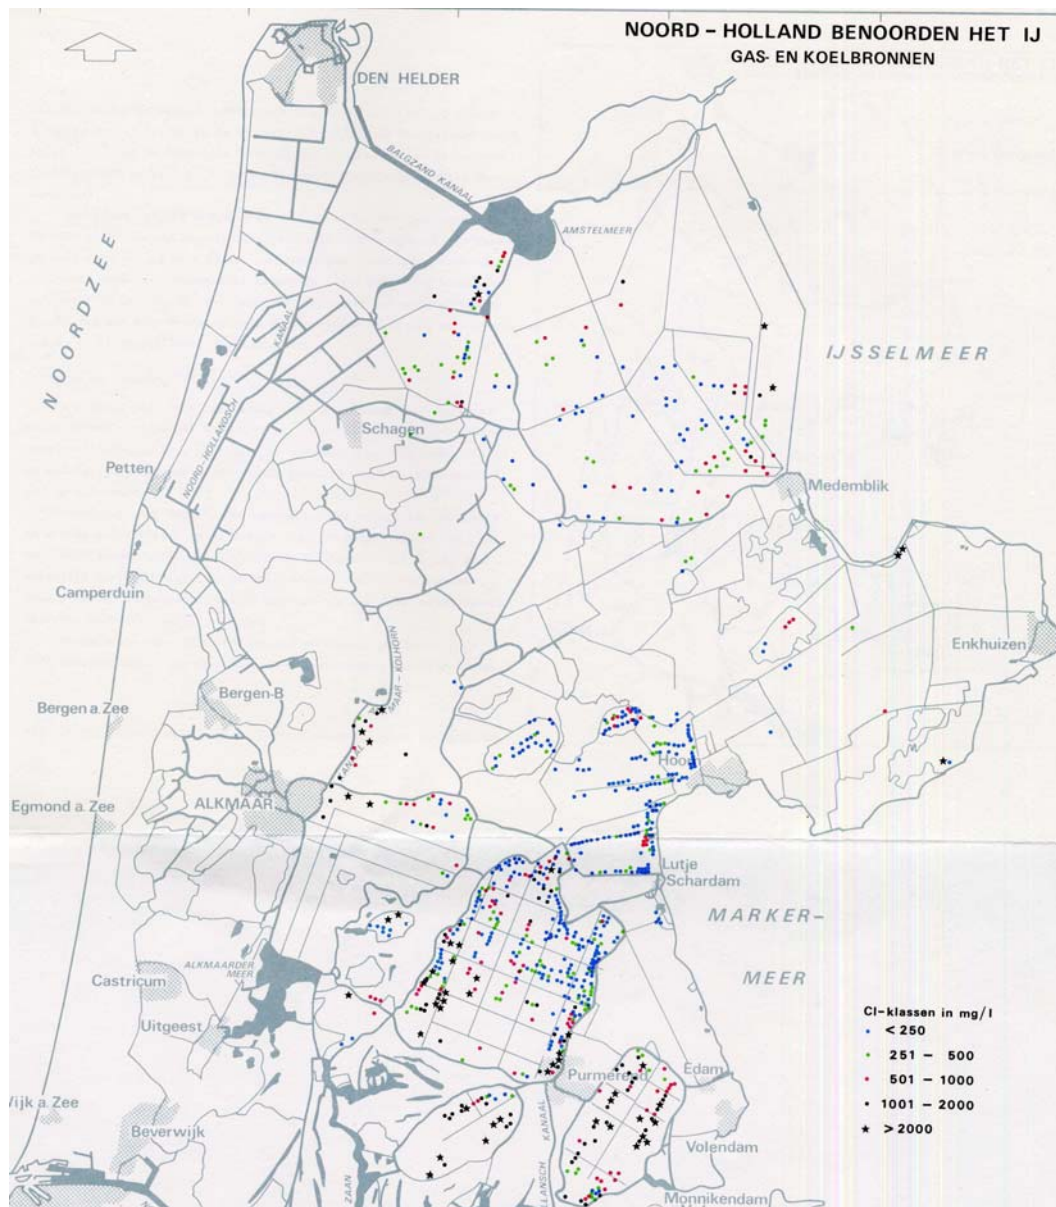 NOORD - HOLLAND BENOORDEN HET IJ
GAS- EN KOELBRONNEN
DEN HELDER
BALGZAND KANAAL
AMSTELMEER
NOORDZEE
KANAAL
NOORD-HOLLANDSCH
IJSSELMEER
Schagen
Petten
Medemblik
Camperduin
Enkhuizen
KOLHORN
Bergen-B
Bergen a. Zee
KANAAL
Hoorn
Egmond a. Zee
ALKMAAR
Lutje
Schardam
MARKER-
MEER
ALKMAARDER
MEER
Castricum
Uitgeest
Cl-klassen in mg/l
< 250
251 - 500
501 - 1000
1001 - 2000
> 2000
Purmerend
Edam
Beverwijk
KANAAL
Volendam
ZAAN
Monnikendam